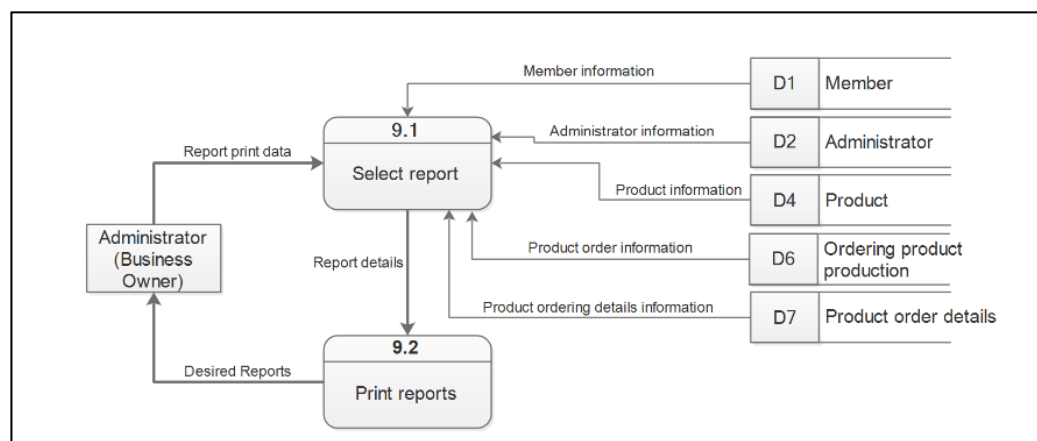 Member information
D1
Member
9.1
Administrator information
D2
Administrator
Report print data
Select report
Product information
D4
Product
Administrator
(Business
Owner)
Product order information
D6
Ordering product
production
Report details
Product ordering details information
D7
Product order details
9.2
Desired Reports
Print reports